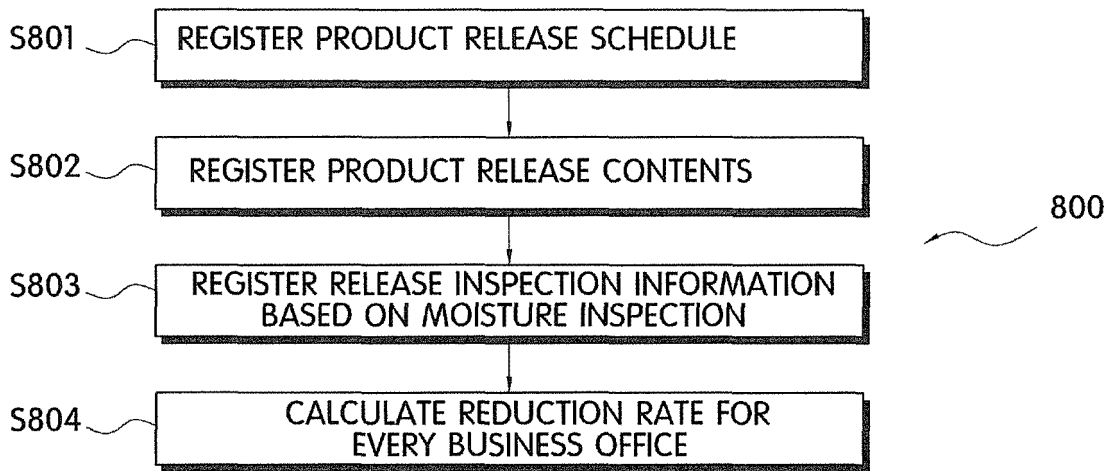 S801 REGISTER PRODUCT RELEASE SCHEDULE
S802 REGISTER PRODUCT RELEASE CONTENTS
800
S803 REGISTER RELEASE INSPECTION INFORMATION
BASED ON MOISTURE INSPECTION
S804 CALCULATE REDUCTION RATE FOR
EVERY BUSINESS OFFICE